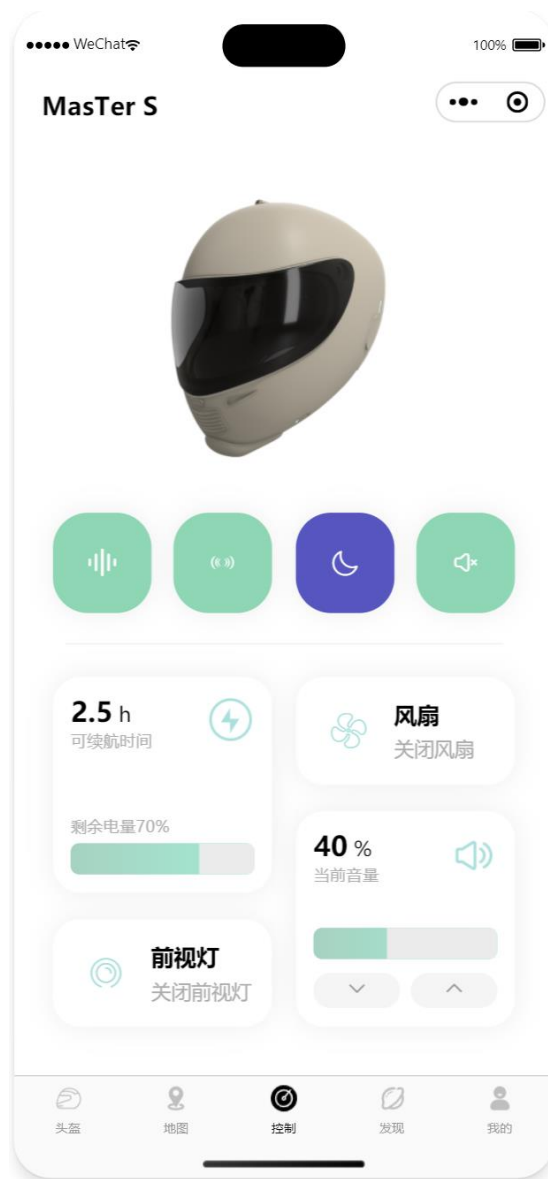 WeChat
100%
MasTer S
2.5 h
可续航时间
剩余电量70%
风扇
关闭风扇
40 %
当前音量
前视灯
关闭前视灯
头盔
地图
控制
发现
我的